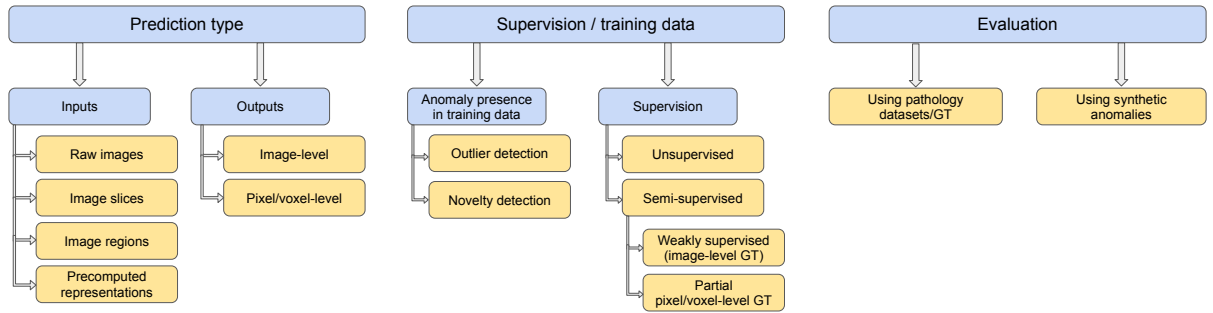 Prediction type
Inputs
Raw images
Image slices
Image regions
Precomputed
representations
Outputs
Image-level
Pixel/voxel-level
Supervision / training data
Anomaly presence
in training data
Outlier detection
Novelty detection
Supervision
Unsupervised
Semi-supervised
Weakly supervised
(image-level GT)
Partial
pixel/voxel-level GT
Evaluation
Using pathology
datasets/GT
Using synthetic
anomalies